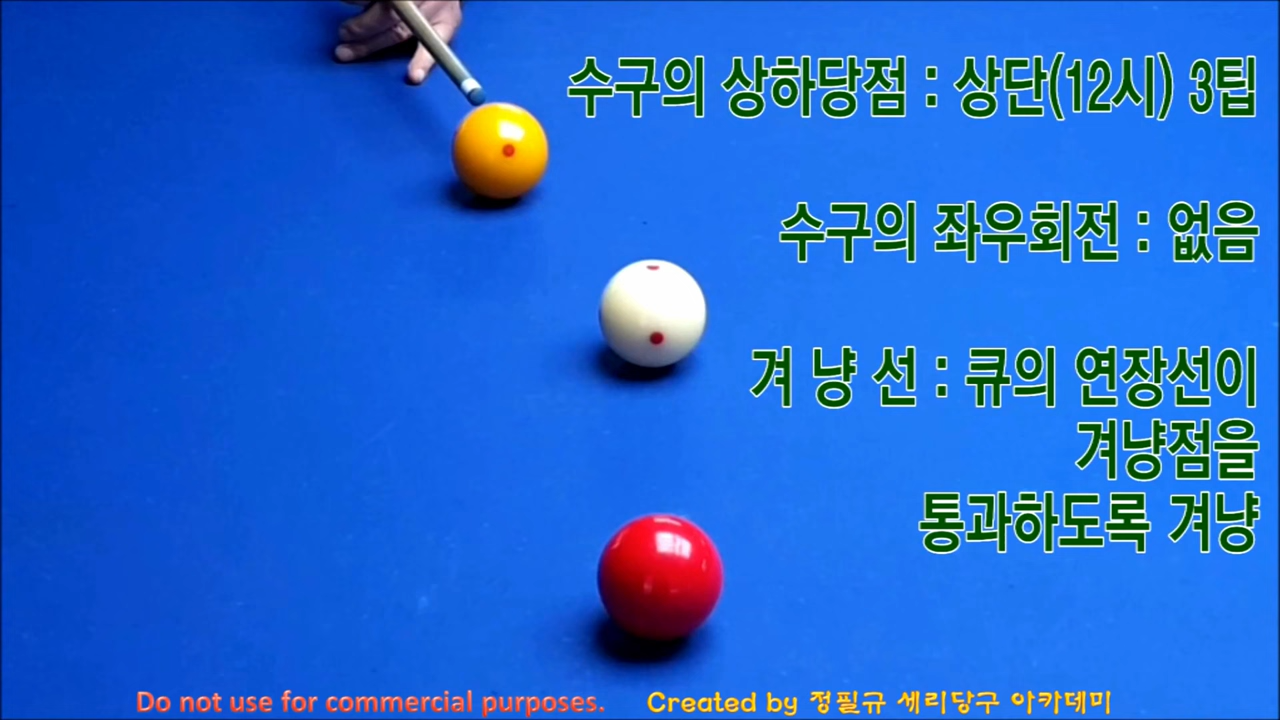 수구의 상하당점 : 상단(12시) 3팁
수구의 좌우회전 : 없음
겨 냥 선 : 큐의 연장선이
겨냥점을
통과하도록 겨냥
Do not use for commercial purposes. Created by 정필규 세리당구 아카데미